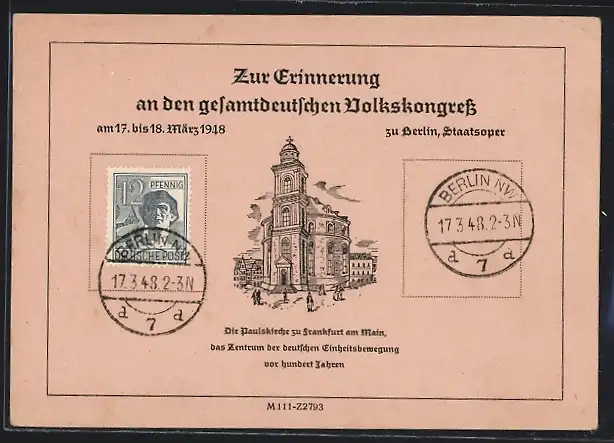 Zur Erinnerung
an den gesamtdeutschen Volkskongreß
am 17. bis 18. März 1948
zu Berlin, Staatsoper
12
PFENNIG
DEUTSCHE POST
BERLIN NW
17.3.48.2-3N
d 7 d
BERLIN NW
17.3.48.2-3N
d 7 d
Die Paulskirche zu Frankfurt am Main,
das Zentrum der deutschen Einheitsbewegung
vor hundert Jahren
M 111-Z2793